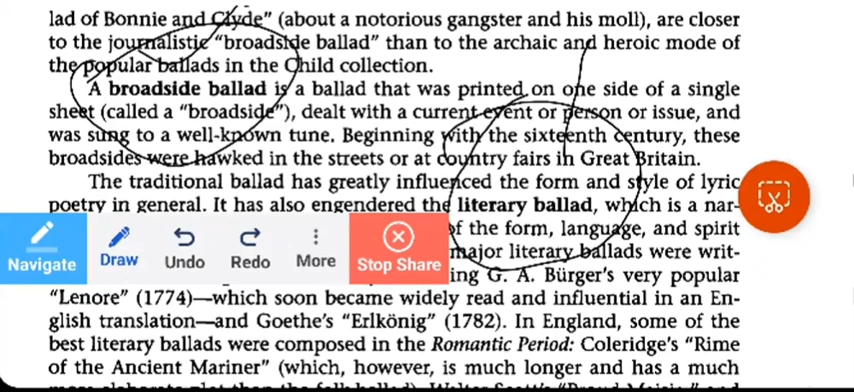 lad of Bonnie and Clyde” (about a notorious gangster and his moll), are closer
to the journalistic “broadside ballad” than to the archaic and heroic mode of
the popular ballads in the Child collection.
A broadside ballad is a ballad that was printed on one side of a single
sheet (called a “broadside”), dealt with a current event or person or issue, and
was sung to a well-known tune. Beginning with the sixteenth century, these
broadsides were hawked in the streets or at country fairs in Great Britain.
The traditional ballad has greatly influenced the form and style of lyric
poetry in general. It has also engendered the literary ballad, which is a nar-
of the form, language, and spirit
major literary ballads were writ-
ing G. A. Bürger's very popular
Navigate Draw Undo Redo More Stop Share
“Lenore” (1774)—which soon became widely read and influential in an En-
glish translation—and Goethe's “Erlkönig” (1782). In England, some of the
best literary ballads were composed in the Romantic Period: Coleridge's “Rime
of the Ancient Mariner” (which, however, is much longer and has a much